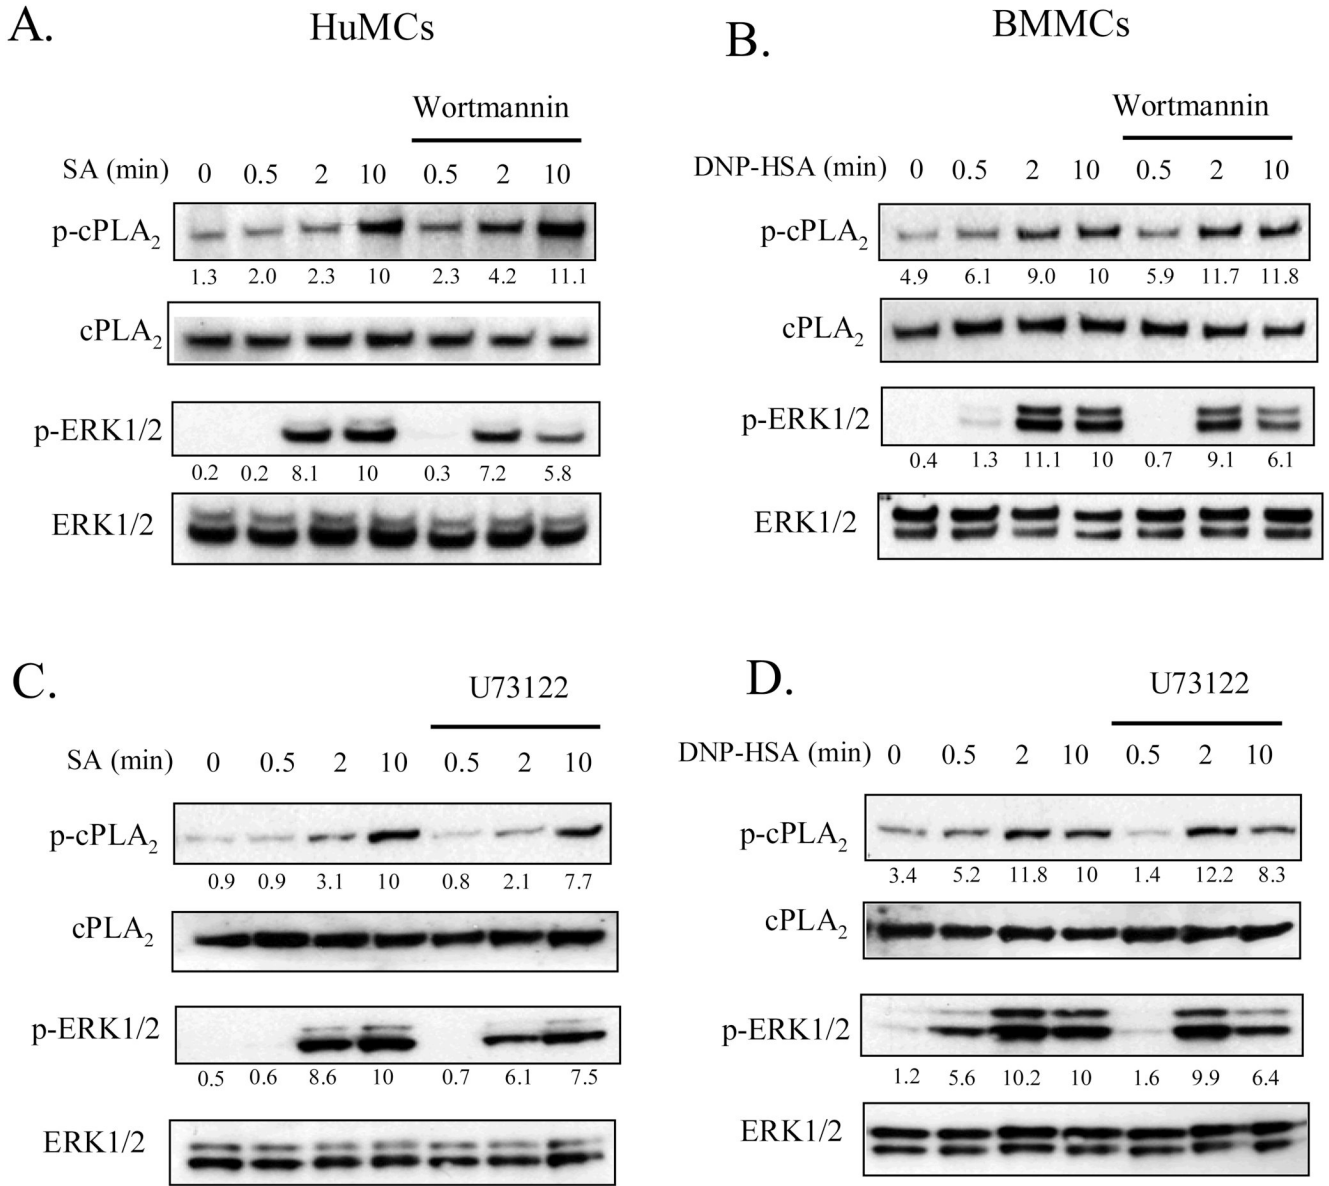 A.
HuMCs
Wortmannin
SA (min) 0 0.5 2 10 0.5 2 10
p-cPLA2
1.3 2.0 2.3 10 2.3 4.2 11.1
cPLA2
p-ERK1/2
0.2 0.2 8.1 10 0.3 7.2 5.8
ERK1/2
B.
BMMCs
Wortmannin
DNP-HSA (min) 0 0.5 2 10 0.5 2 10
p-cPLA2
4.9 6.1 9.0 10 5.9 11.7 11.8
cPLA2
p-ERK1/2
0.4 1.3 11.1 10 0.7 9.1 6.1
ERK1/2
C.
U73122
SA (min) 0 0.5 2 10 0.5 2 10
p-cPLA2
0.9 0.9 3.1 10 0.8 2.1 7.7
cPLA2
p-ERK1/2
0.5 0.6 8.6 10 0.7 6.1 7.5
ERK1/2
D.
U73122
DNP-HSA (min) 0 0.5 2 10 0.5 2 10
p-cPLA2
3.4 5.2 11.8 10 1.4 12.2 8.3
cPLA2
p-ERK1/2
1.2 5.6 10.2 10 1.6 9.9 6.4
ERK1/2